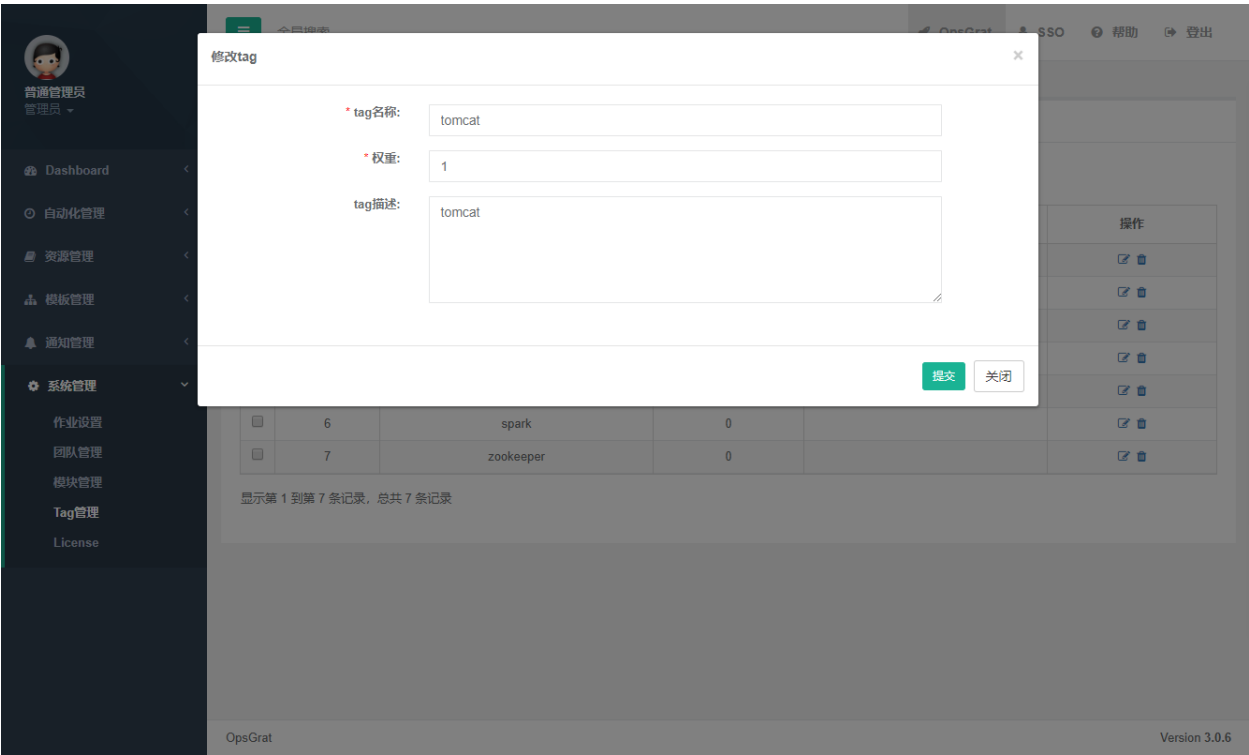 全局搜索
OpsGrat
SSO
帮助
登出
普通管理员
管理员
Dashboard
自动化管理
资源管理
模板管理
通知管理
系统管理
作业设置
团队管理
模块管理
Tag管理
License
修改tag
×
* tag名称:
tomcat
* 权重:
1
tag描述:
tomcat
提交
关闭
操作
6 spark 0
7 zookeeper 0
显示第 1 到第 7 条记录，总共 7 条记录
OpsGrat
Version 3.0.6